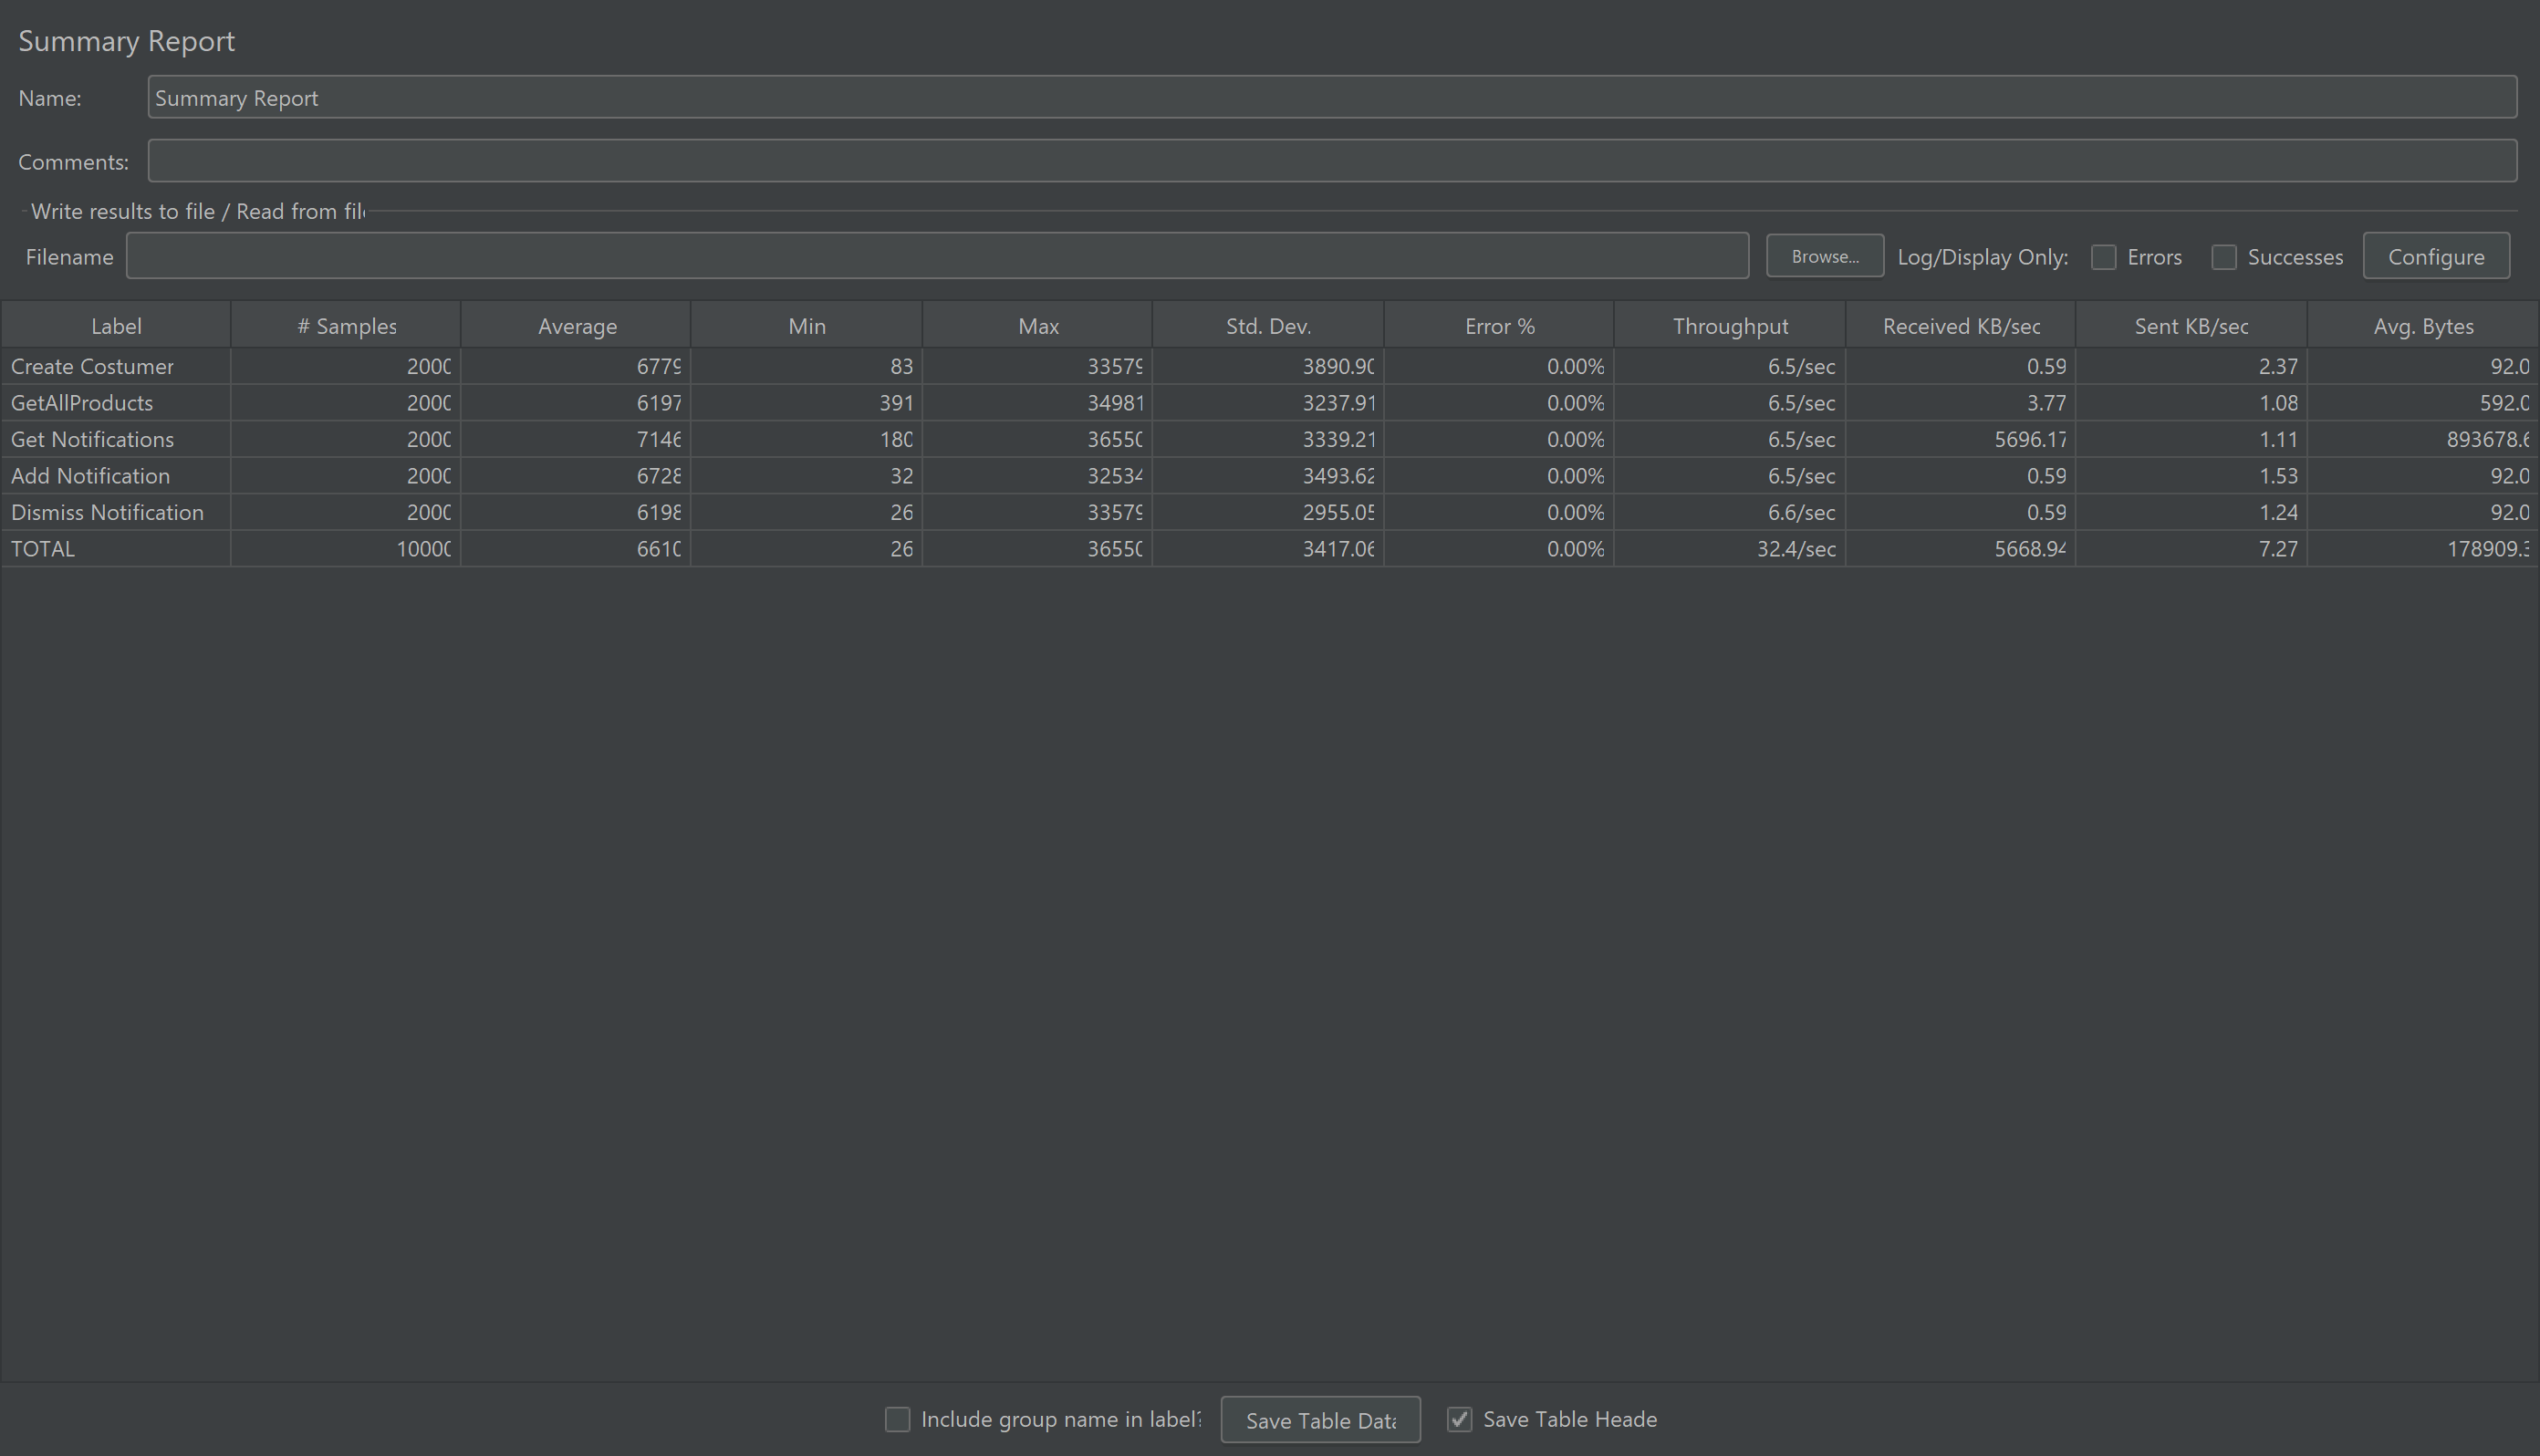 Summary Report
Name: Summary Report
Comments:
Write results to file / Read from file
Filename Browse... Log/Display Only: Errors Successes Configure
Label # Samples Average Min Max Std. Dev. Error % Throughput Received KB/sec Sent KB/sec Avg. Bytes
Create Costumer 2000 6779 83 33579 3890.90 0.00% 6.5/sec 0.59 2.37 92.0
GetAllProducts 2000 6197 391 34981 3237.91 0.00% 6.5/sec 3.77 1.08 592.0
Get Notifications 2000 7146 180 36550 3339.21 0.00% 6.5/sec 5696.17 1.11 893678.6
Add Notification 2000 6728 32 32534 3493.62 0.00% 6.5/sec 0.59 1.53 92.0
Dismiss Notification 2000 6198 26 33579 2955.05 0.00% 6.6/sec 0.59 1.24 92.0
TOTAL 10000 6610 26 36550 3417.06 0.00% 32.4/sec 5668.94 7.27 178909.3
Include group name in label? Save Table Data Save Table Heade